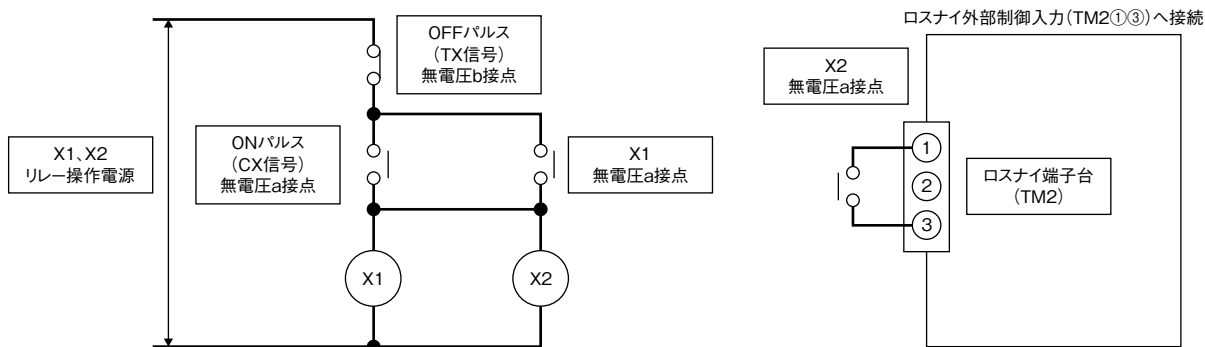 OFFパルス
(TX信号)
無電圧b接点
ONパルス
(CX信号)
無電圧a接点
X1、X2
リレー操作電源
X1
無電圧a接点
X1
X2
ロスナイ外部制御入力(TM2①③)へ接続
X2
無電圧a接点
①
②
③
ロスナイ端子台
(TM2)